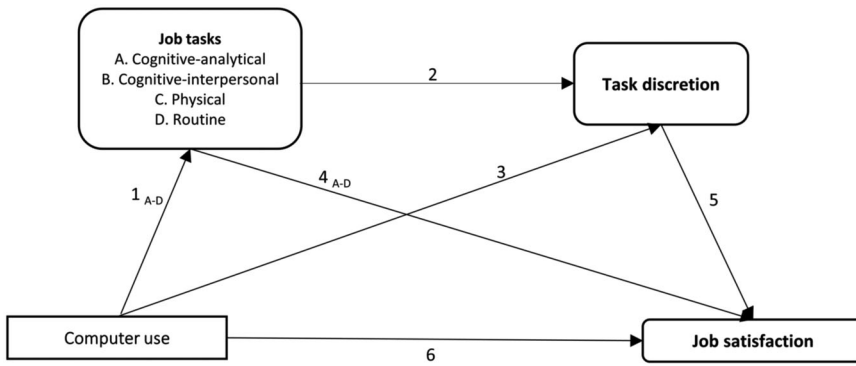 Job tasks
A. Cognitive-analytical
B. Cognitive-interpersonal
C. Physical
D. Routine
2
Task discretion
1 A-D
4 A-D
3
5
Computer use
6
Job satisfaction